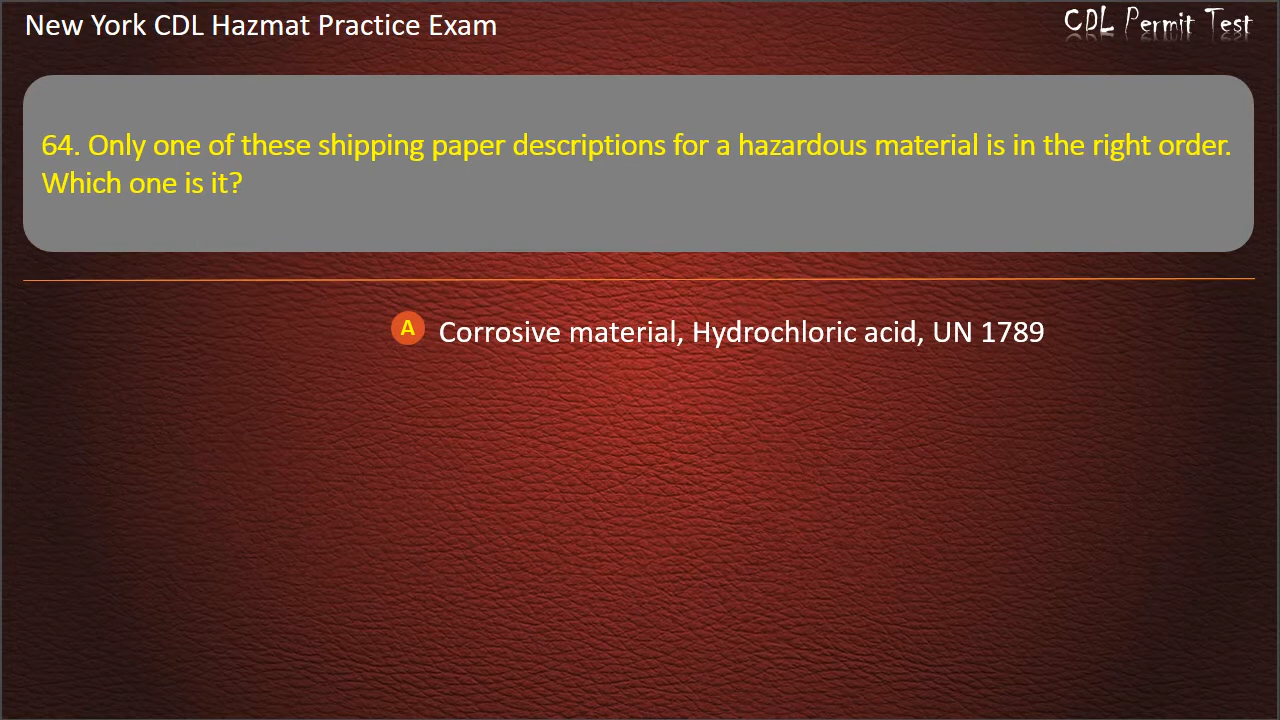 New York CDL Hazmat Practice Exam
CDL Permit Test
64. Only one of these shipping paper descriptions for a hazardous material is in the right order.
Which one is it?
A Corrosive material, Hydrochloric acid, UN 1789